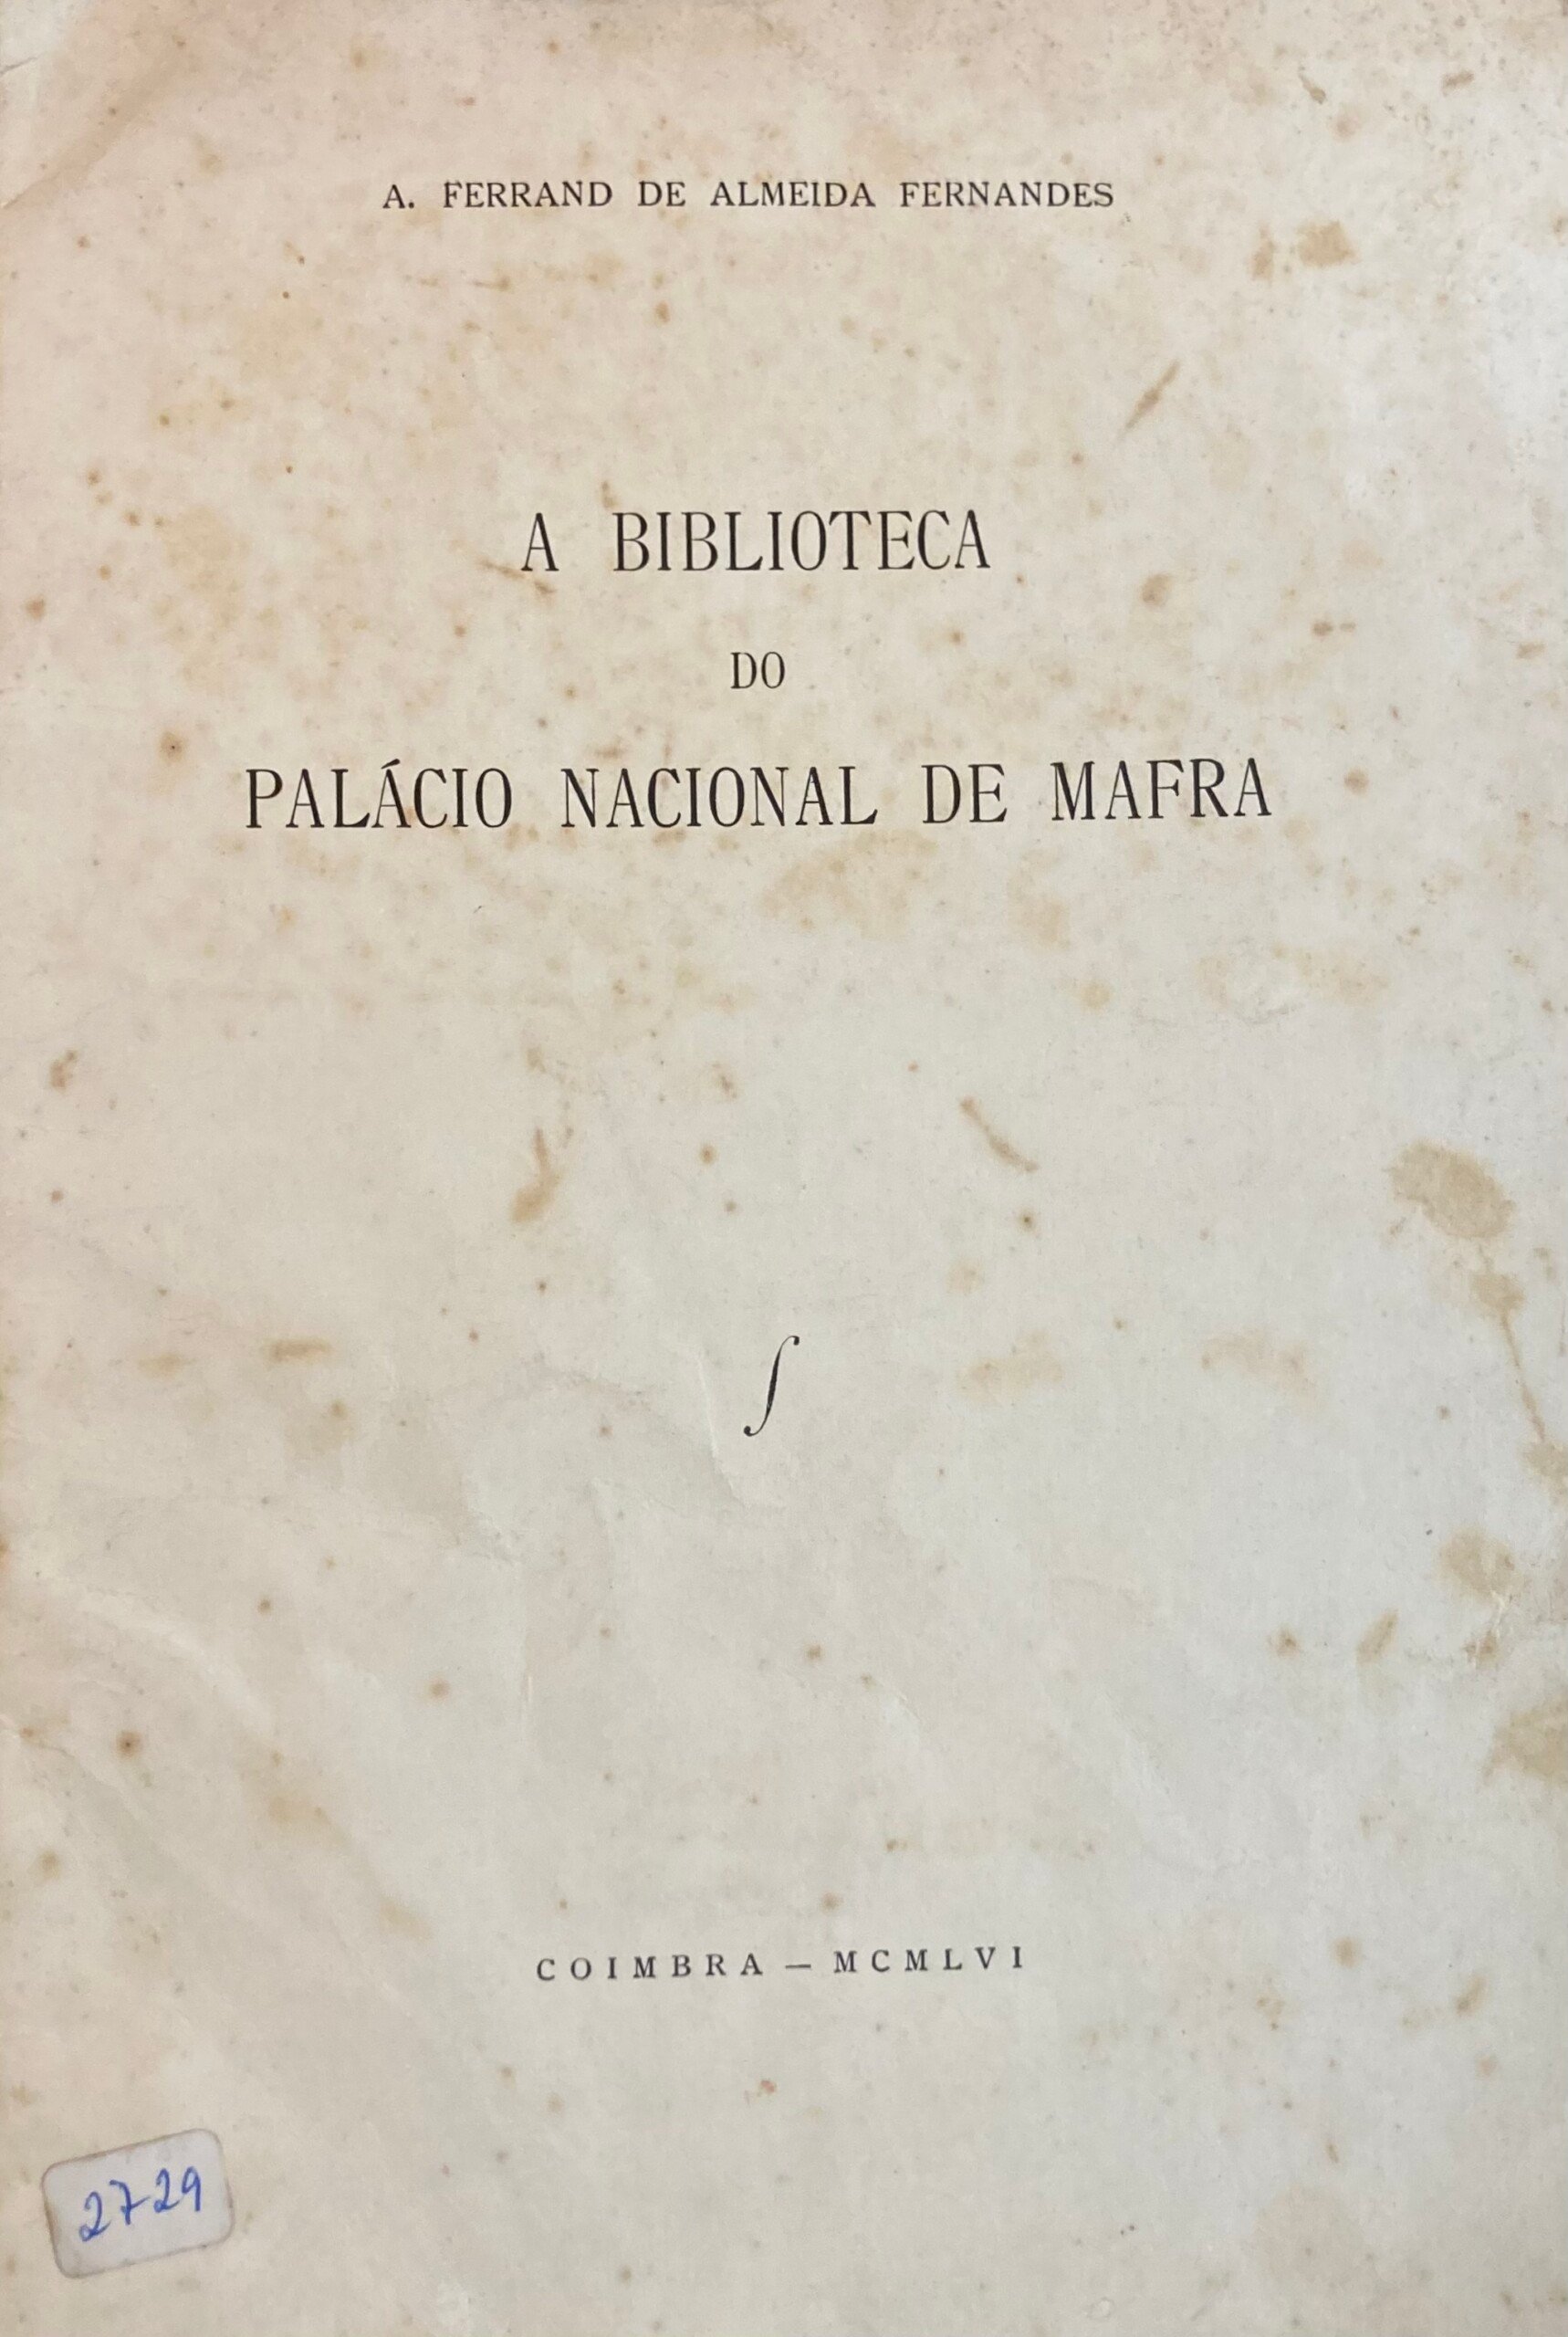 A. FERRAND DE ALMEIDA FERNANDES
A BIBLIOTECA
DO
PALÁCIO NACIONAL DE MAFRA
∫
COIMBRA — MCMLVI
2729